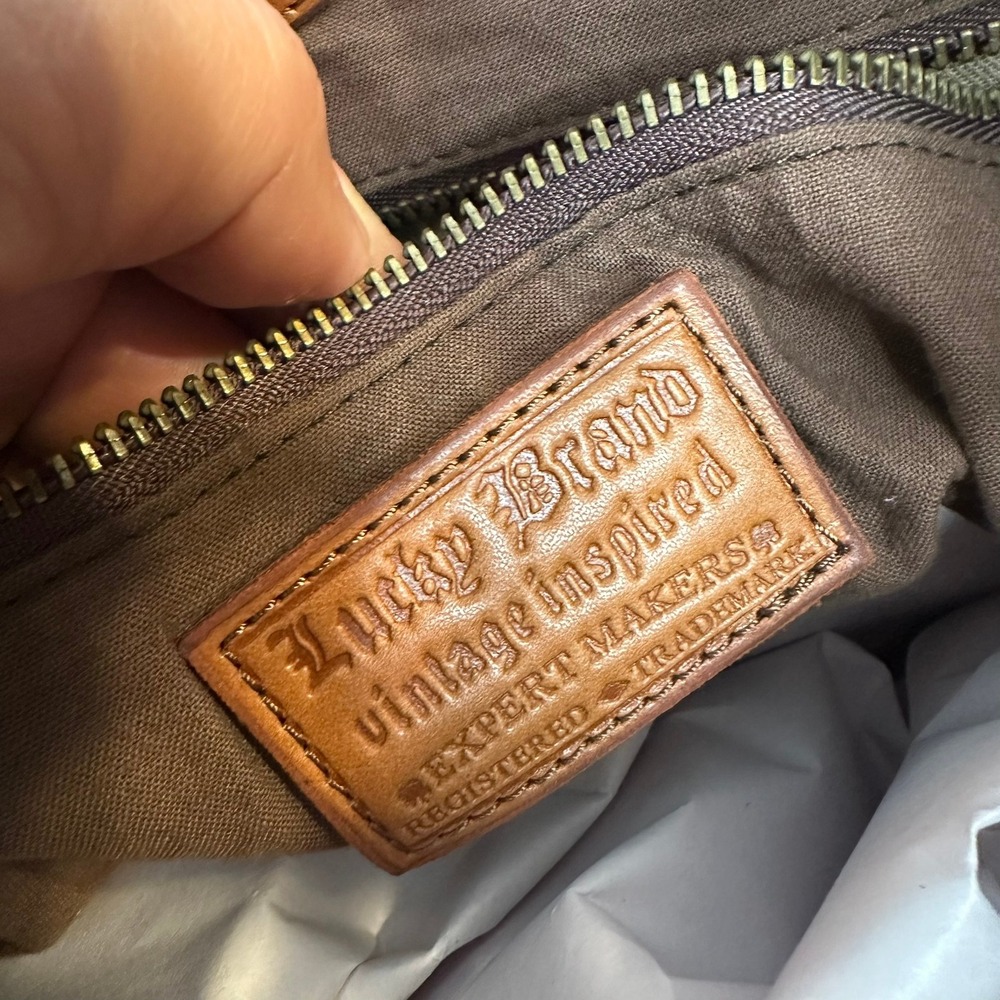 Lucky Brand
vintage inspired
EXPERT MAKERS
REGISTERED TRADEMARK